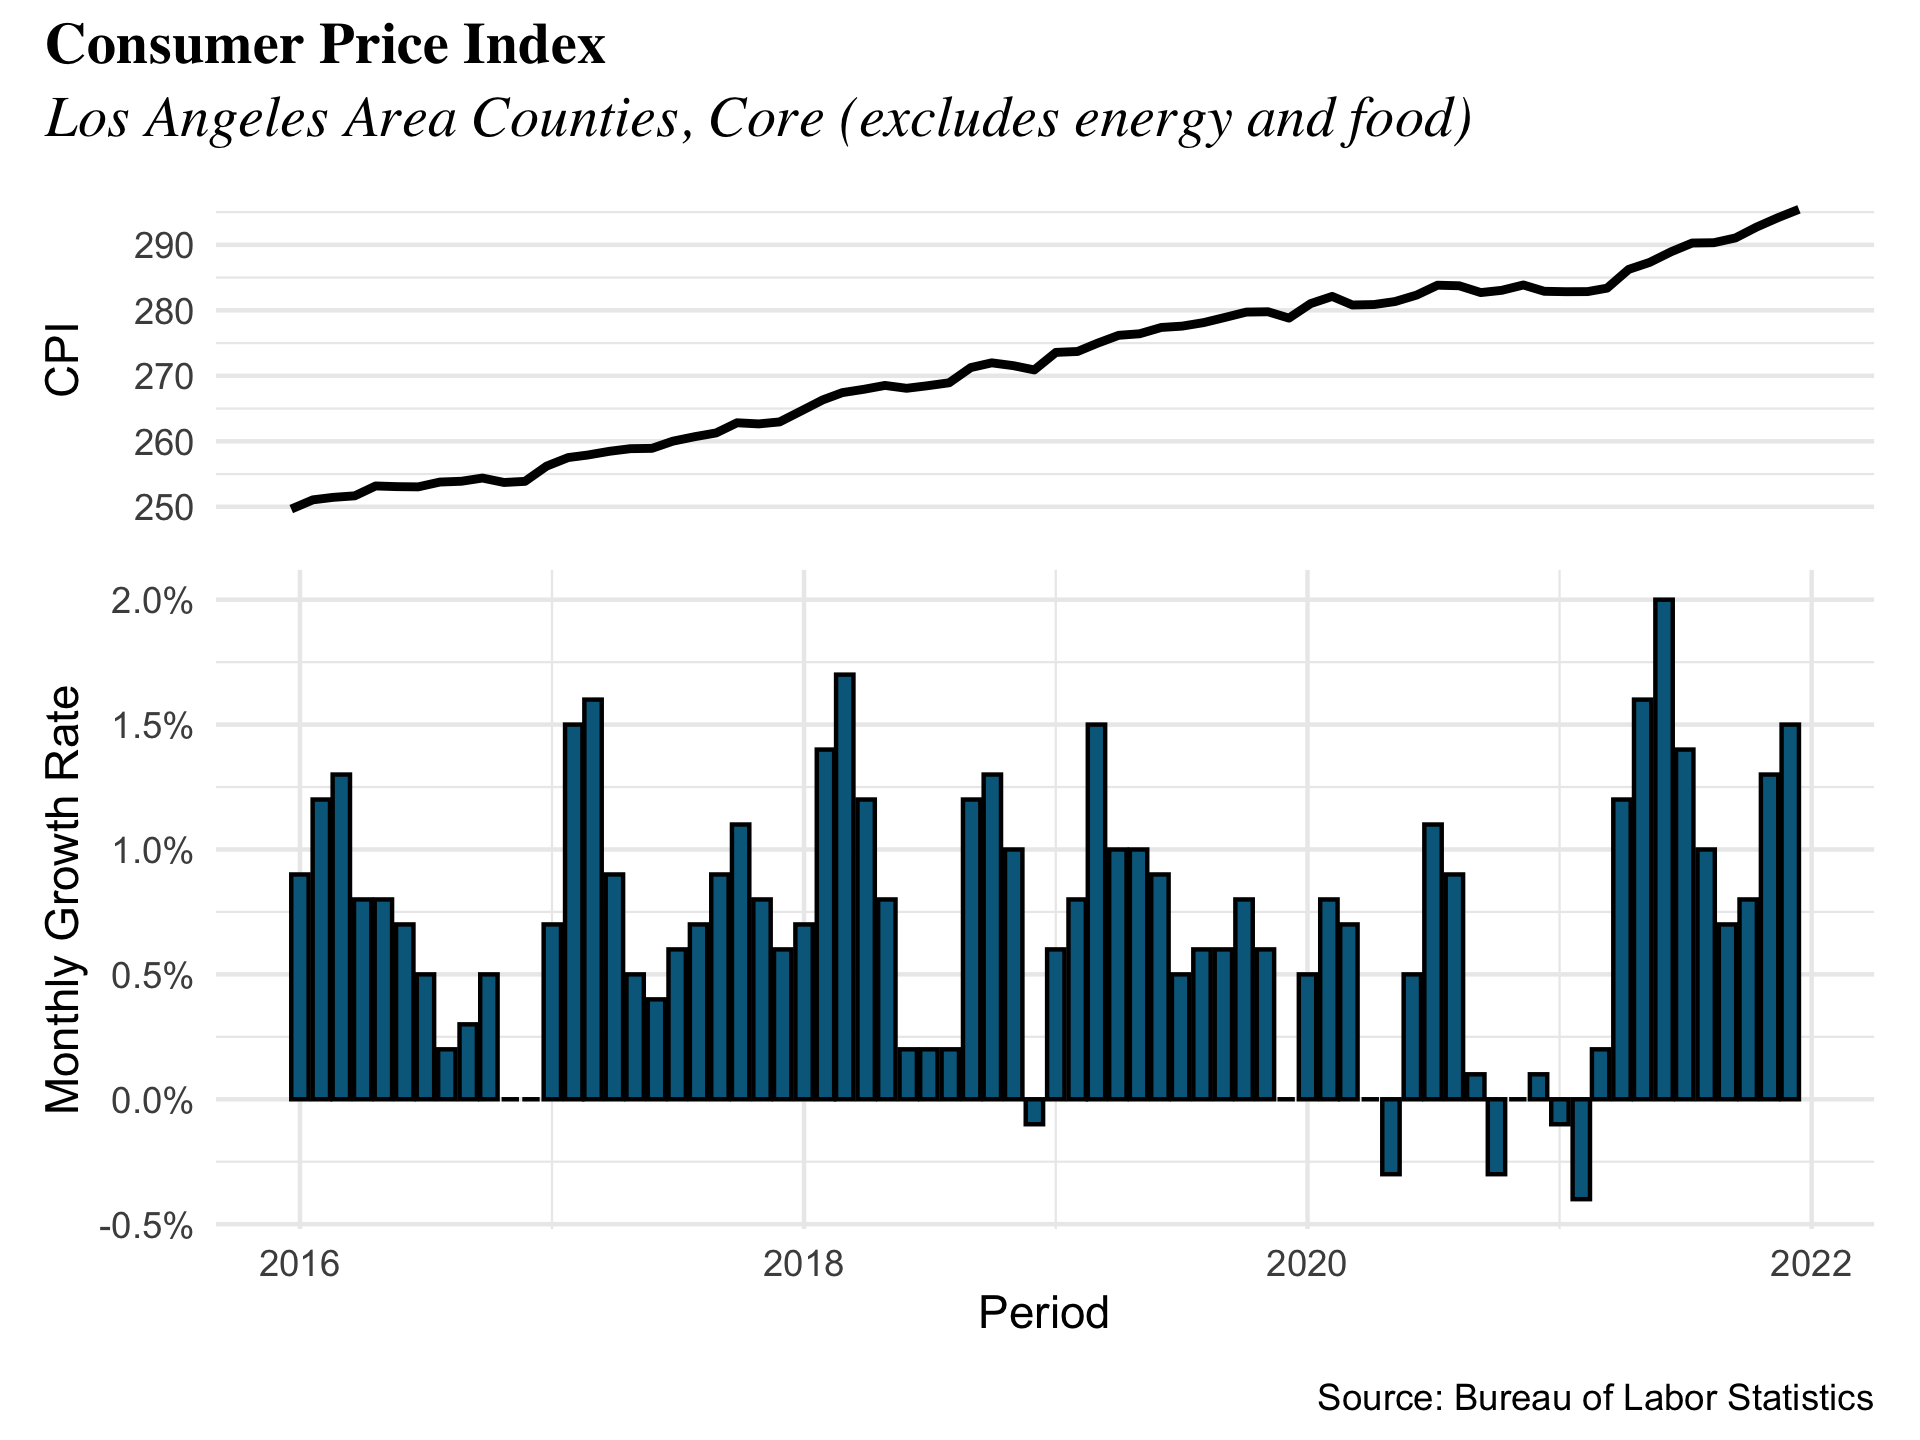 Consumer Price Index
Los Angeles Area Counties, Core (excludes energy and food)
CPI
290
280
270
260
250
Monthly Growth Rate
2.0%
1.5%
1.0%
0.5%
0.0%
-0.5%
2016 2018 2020 2022
Period
Source: Bureau of Labor Statistics